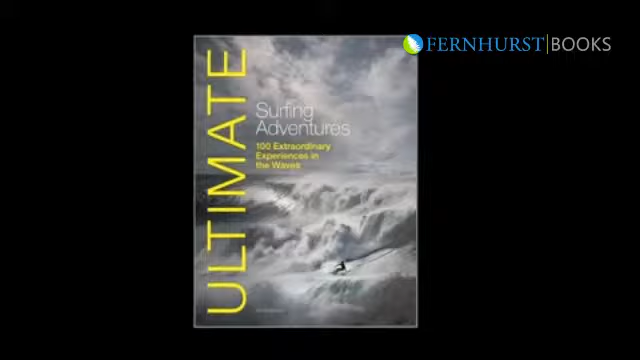 FERNHURST|BOOKS
ULTIMATE
Surfing
Adventures
100 Extraordinary
Experiences in
the Waves